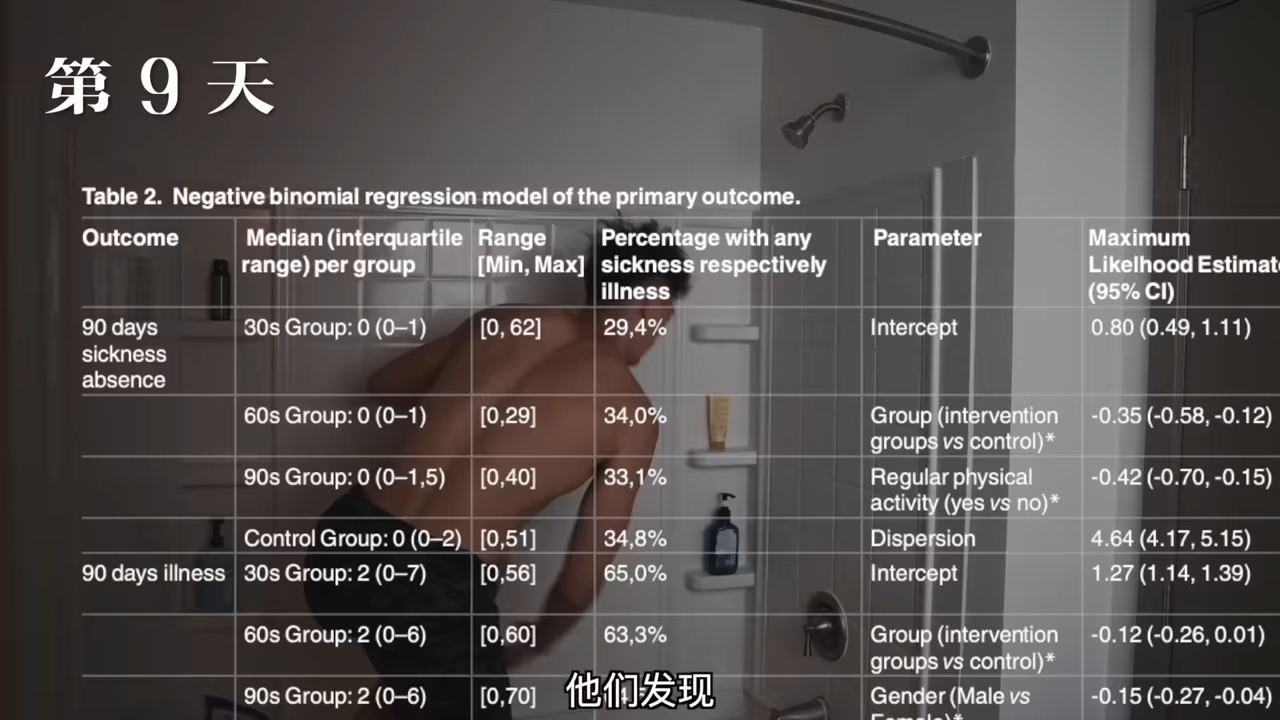 第 9 天
Table 2. Negative binomial regression model of the primary outcome.
Outcome
Median (interquartile
range) per group
Range
[Min, Max]
Percentage with any
sickness respectively
illness
Parameter
Maximum
Likelhood Estimat
(95% CI)
90 days
sickness
absence
30s Group: 0 (0–1)
[0, 62]
29,4%
Intercept
0.80 (0.49, 1.11)
60s Group: 0 (0–1)
[0,29]
34,0%
Group (intervention
groups vs control)*
-0.35 (-0.58, -0.12)
90s Group: 0 (0–1,5)
[0,40]
33,1%
Regular physical
activity (yes vs no)*
-0.42 (-0.70, -0.15)
Control Group: 0 (0–2)
[0,51]
34,8%
Dispersion
4.64 (4.17, 5.15)
90 days illness
30s Group: 2 (0–7)
[0,56]
65,0%
Intercept
1.27 (1.14, 1.39)
60s Group: 2 (0–6)
[0,60]
63,3%
Group (intervention
groups vs control)*
-0.12 (-0.26, 0.01)
90s Group: 2 (0–6)
[0,70]
Gender (Male vs
-0.15 (-0.27, -0.04)
他们发现